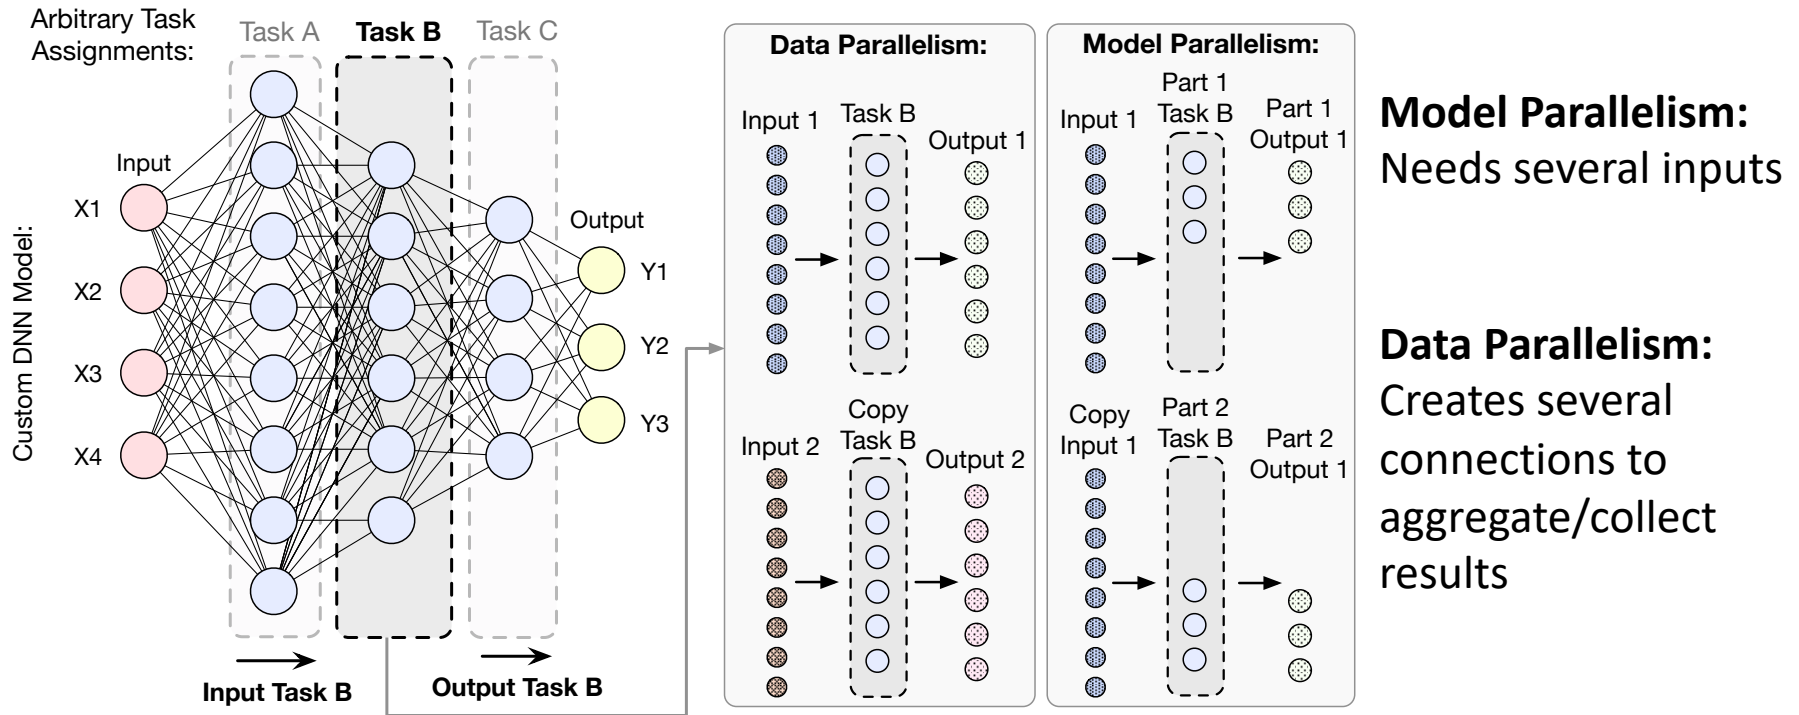 Arbitrary Task
Assignments:
Task A
Task B
Task C
Custom DNN Model:
Input
X1
X2
X3
X4
Output
Y1
Y2
Y3
Input Task B
Output Task B
Data Parallelism:
Input 1
Task B
Output 1
Input 2
Copy
Task B
Output 2
Model Parallelism:
Input 1
Part 1
Task B
Part 1
Output 1
Copy
Input 1
Part 2
Task B
Part 2
Output 1
Model Parallelism:
Needs several inputs
Data Parallelism:
Creates several
connections to
aggregate/collect
results